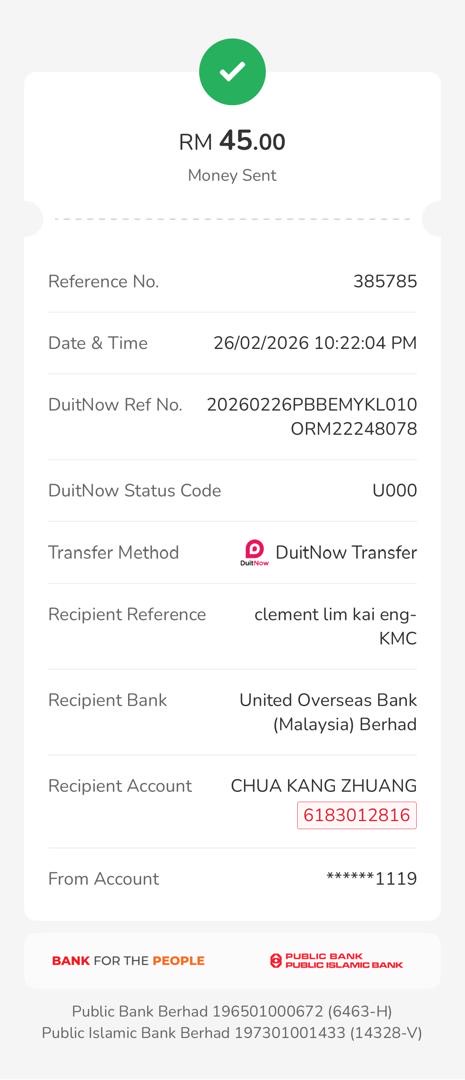 RM 45.00
Money Sent
Reference No. 385785
Date & Time 26/02/2026 10:22:04 PM
DuitNow Ref No. 20260226PBBEMYKL010
ORM22248078
DuitNow Status Code U000
Transfer Method DuitNow DuitNow Transfer
Recipient Reference clement lim kai eng-
KMC
Recipient Bank United Overseas Bank
(Malaysia) Berhad
Recipient Account CHUA KANG ZHUANG
6183012816
From Account ******1119
BANK FOR THE PEOPLE PUBLIC BANK
PUBLIC ISLAMIC BANK
Public Bank Berhad 196501000672 (6463-H)
Public Islamic Bank Berhad 197301001433 (14328-V)